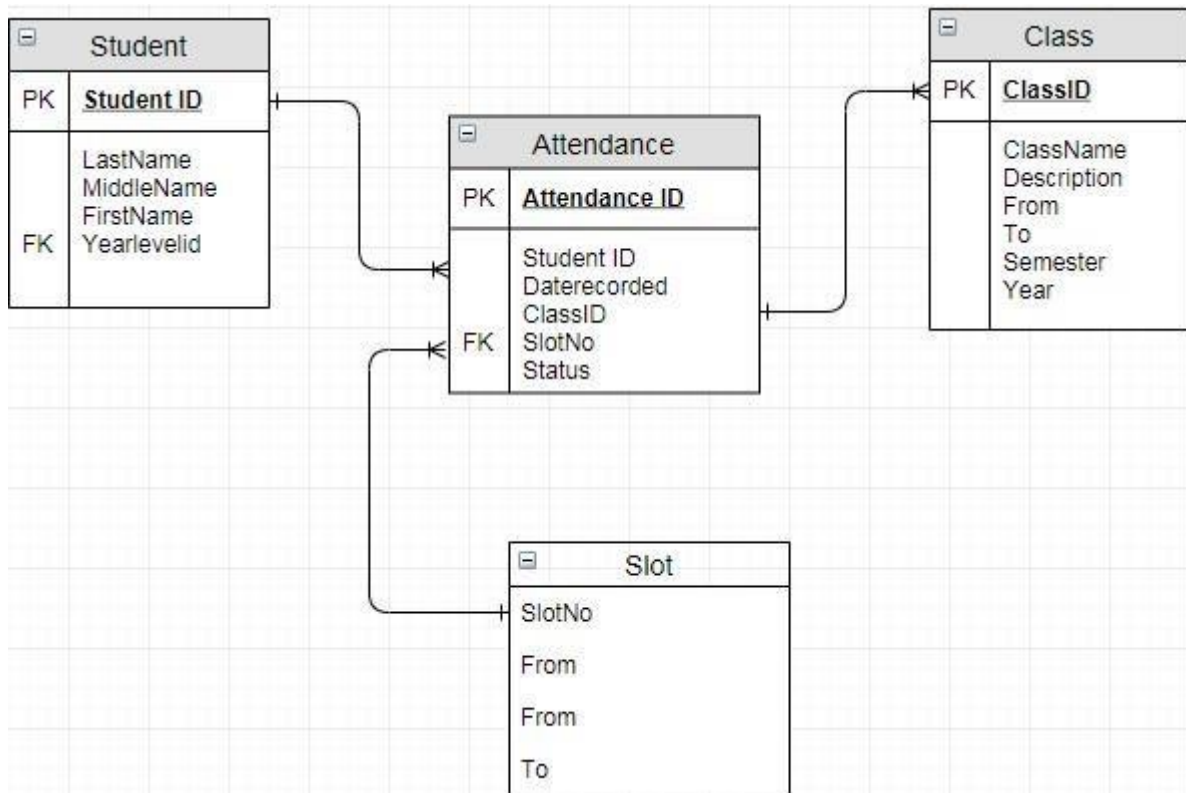 Student
PK Student ID
LastName
MiddleName
FirstName
FK Yearlevelid
Attendance
PK Attendance ID
Student ID
Daterecorded
ClassID
FK SlotNo
Status
Class
PK ClassID
ClassName
Description
From
To
Semester
Year
Slot
SlotNo
From
From
To